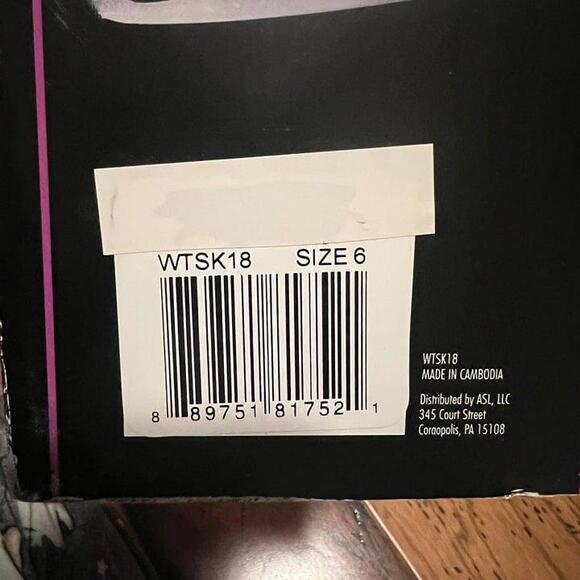 WTSK18 SIZE 6
8 89751 81752 1
WTSK18
MADE IN CAMBODIA
Distributed by ASL, LLC
345 Court Street
Coraopolis, PA 15108